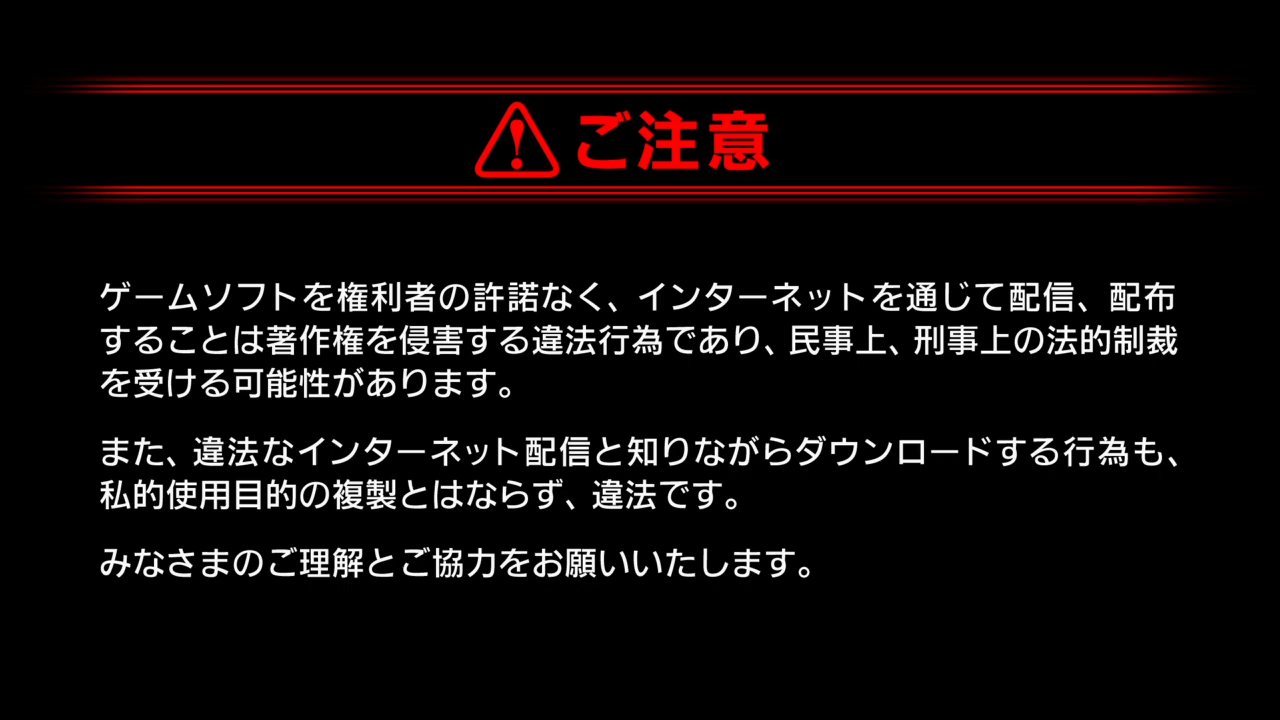 ご注意
ゲームソフトを権利者の許諾なく、インターネットを通じて配信、配布
することは著作権を侵害する違法行為であり、民事上、刑事上の法的制裁
を受ける可能性があります。
また、違法なインターネット配信と知りながらダウンロードする行為も、
私的使用目的の複製とはならず、違法です。
みなさまのご理解とご協力をお願いいたします。